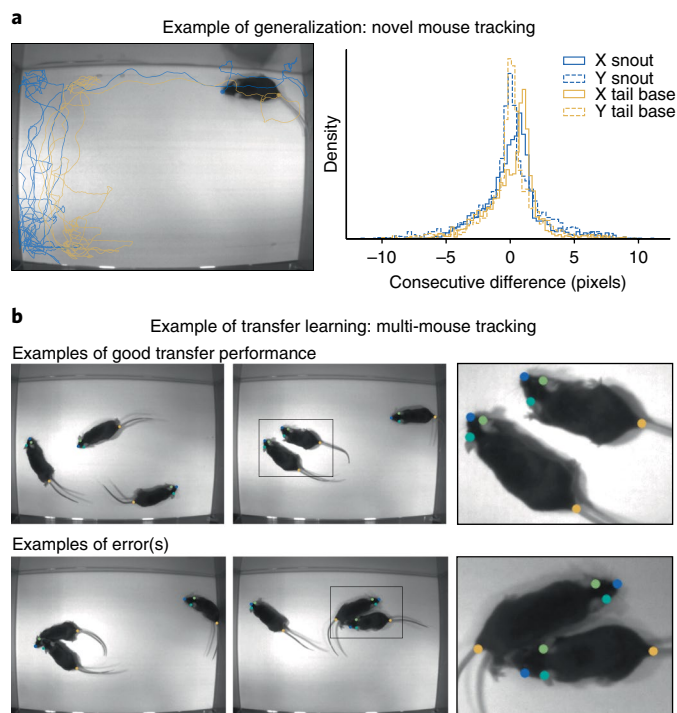 a
Example of generalization: novel mouse tracking
X snout
Y snout
X tail base
Y tail base
Density
−10
−5
0
5
10
Consecutive difference (pixels)
b
Example of transfer learning: multi-mouse tracking
Examples of good transfer performance
Examples of error(s)